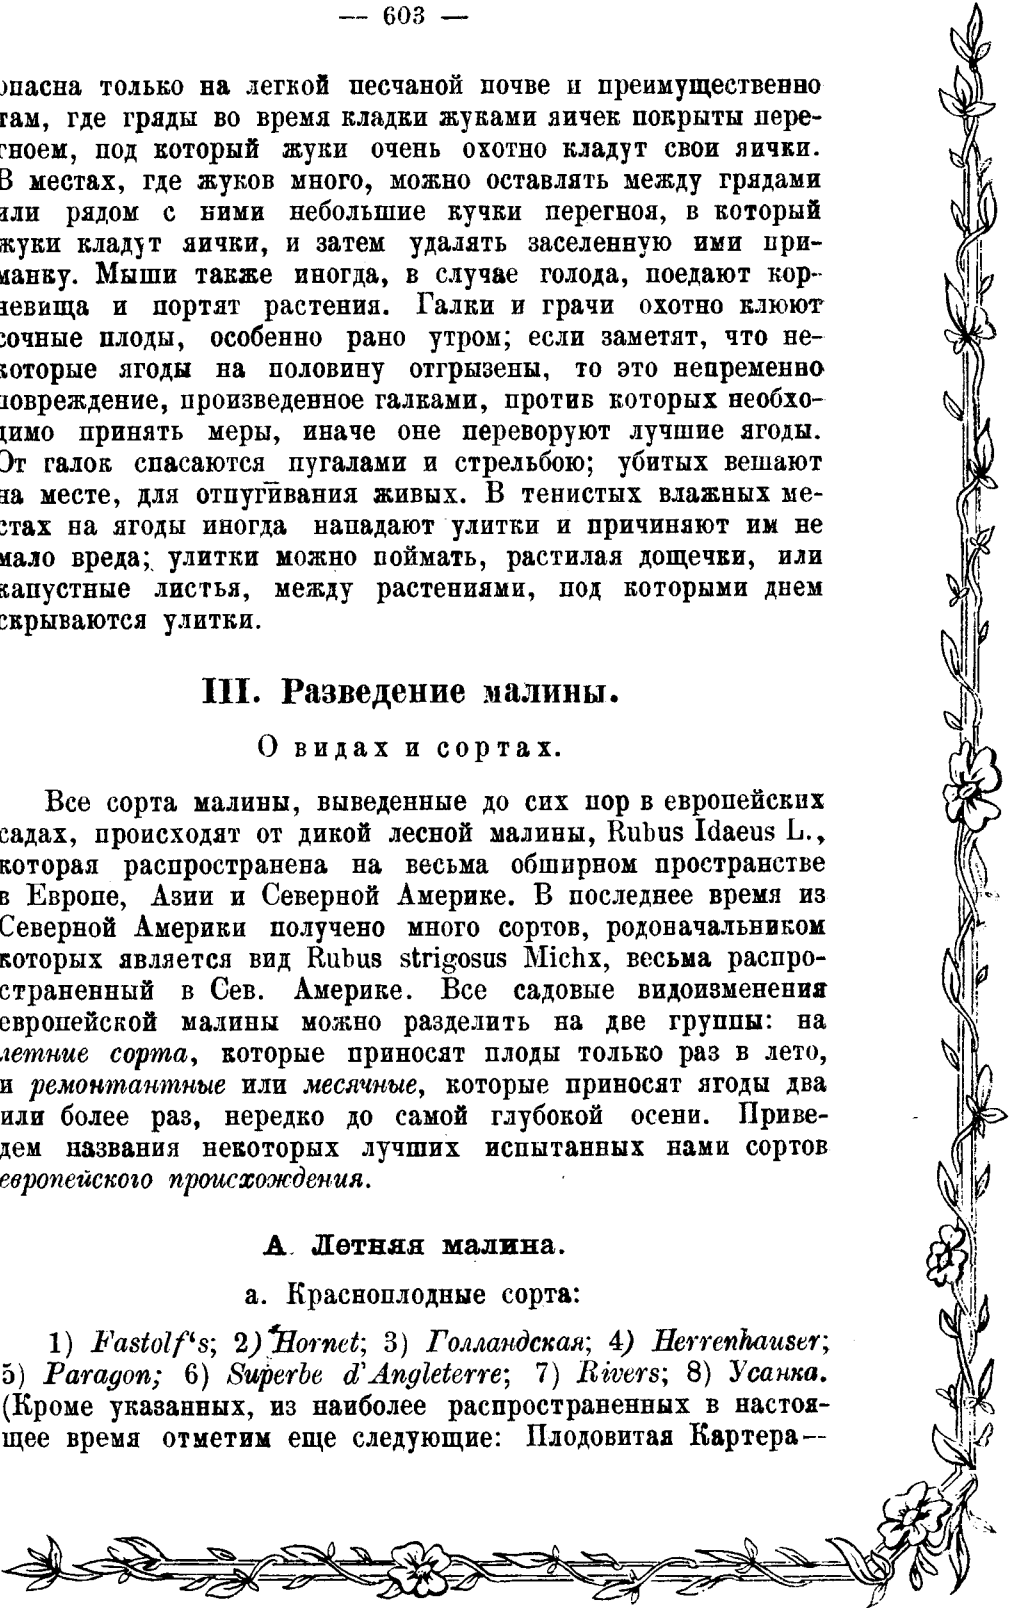 — 603 —
опасна только на легкой песчаной почве и преимущественно
там, где гряды во время кладки жуками яичек покрыты пере-
гноем, под который жуки очень охотно кладут свои яички.
В местах, где жуков много, можно оставлять между грядами
или рядом с ними небольшие кучки перегноя, в который
жуки кладут яички, и затем удалять заселенную ими при-
манку. Мыши также иногда, в случае голода, поедают кор-
невища и портят растения. Галки и грачи охотно клюют
сочные плоды, особенно рано утром; если заметят, что не-
которые ягоды на половину отгрызены, то это непременно
повреждение, произведенное галками, против которых необхо-
димо принять меры, иначе оне переворуют лучшие ягоды.
От галок спасаются пугалами и стрельбою; убитых вешают
на месте, для отпугивания живых. В тенистых влажных ме-
стах на ягоды иногда нападают улитки и причиняют им не
мало вреда; улитки можно поймать, растилая дощечки, или
капустные листья, между растениями, под которыми днем
скрываются улитки.
III. Разведение малины.
О видах и сортах.
Все сорта малины, выведенные до сих пор в европейских
садах, происходят от дикой лесной малины, Rubus Idaeus L.,
которая распространена на весьма обширном пространстве
в Европе, Азии и Северной Америке. В последнее время из
Северной Америки получено много сортов, родоначальником
которых является вид Rubus strigosus Michx, весьма распро-
страненный в Сев. Америке. Все садовые видоизменения
европейской малины можно разделить на две группы: на
летние сорта, которые приносят плоды только раз в лето,
и ремонтантные или месячные, которые приносят ягоды два
или более раз, нередко до самой глубокой осени. Приве-
дем названия некоторых лучших испытанных нами сортов
европейского происхождения.
А. Летняя малина.
а. Красноплодные сорта:
1) Fastolf‘s; 2) Hornet; 3) Голландская; 4) Herrenhauser;
5) Paragon; 6) Superbe d'Angleterre; 7) Rivers; 8) Усанка.
(Кроме указанных, из наиболее распространенных в настоя-
щее время отметим еще следующие: Плодовитая Картера—